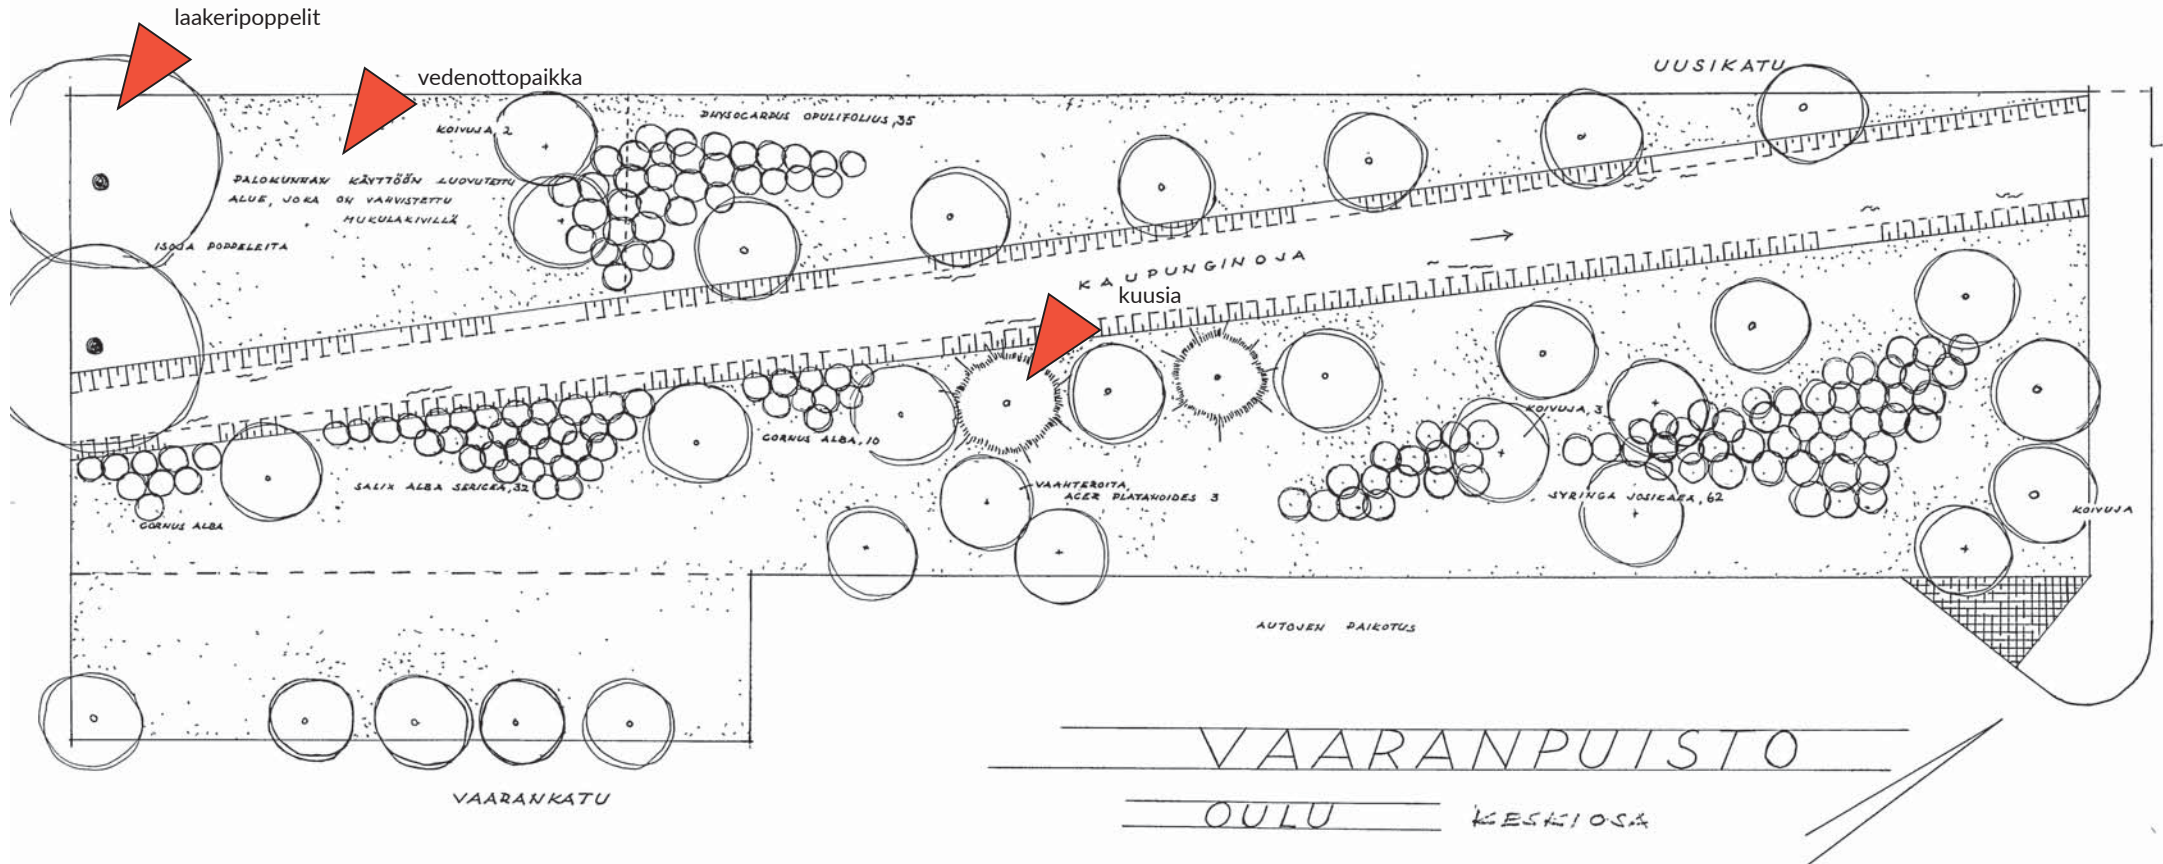 laakeripoppelit
vedenottopaikka
UUSIKATU
KOIVUJA, 2
PHYSOCARPUS OPULIFOLIUS, 35
PALOKUNNAN KÄYTTÖÖN LUOVUTETTU
ALUE, JOKA ON VAHVISTETTU
MUKULAKIVILLÄ
ISOJA POPPELEITA
KAUPUNGINOJA
kuusia
KOIVUJA, 3
CORNUS ALBA, 10
SALIX ALBA SERICEA, 32
VAAHTEROITA,
ACER PLATANOIDES 3
SYRINGA JOSIKAEA, 62
KOIVUJA
CORNUS ALBA
AUTOJEN PAIKOTUS
VAARANKATU
VAARANPUISTO
OULU KESKIOSA